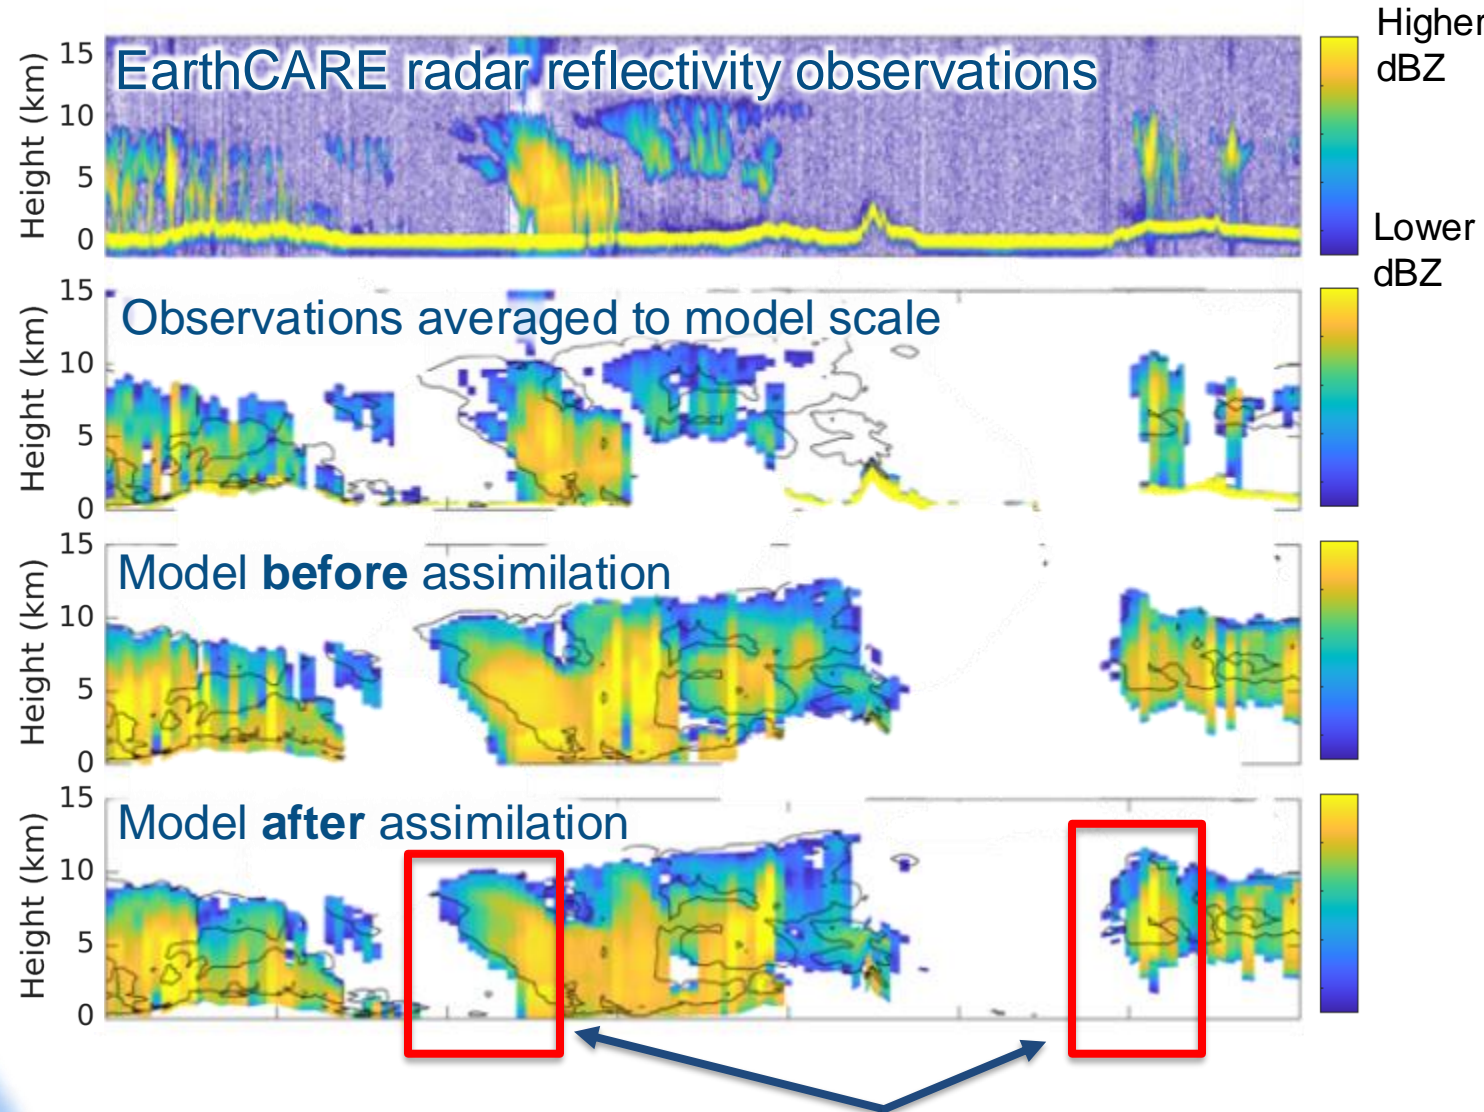 Higher
dBZ
EarthCARE radar reflectivity observations
Height (km)
15
10
5
0
Lower
dBZ
Observations averaged to model scale
Height (km)
15
10
5
0
Model before assimilation
Height (km)
15
10
5
0
Model after assimilation
Height (km)
15
10
5
0